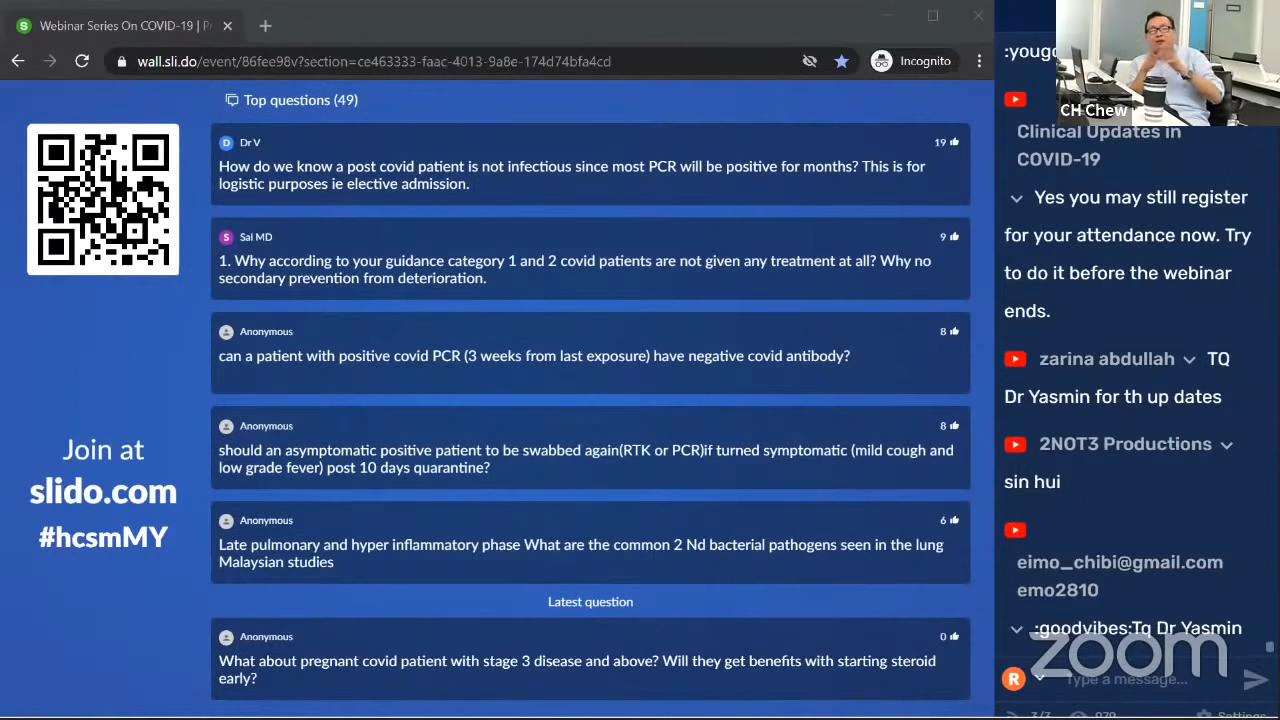 Webinar Series On COVID-19 | P
wall.sli.do/event/86fee98v?section=ce463333-faac-4013-9a8e-174d74bfa4cd
Incognito
Top questions (49)
Dr V
19
How do we know a post covid patient is not infectious since most PCR will be positive for months? This is for
logistic purposes ie elective admission.
S
Sal MD
9
1. Why according to your guidance category 1 and 2 covid patients are not given any treatment at all? Why no
secondary prevention from deterioration.
Anonymous
8
can a patient with positive covid PCR (3 weeks from last exposure) have negative covid antibody?
Anonymous
8
should an asymptomatic positive patient to be swabbed again(RTK or PCR)if turned symptomatic (mild cough and
low grade fever) post 10 days quarantine?
Anonymous
6
Late pulmonary and hyper inflammatory phase What are the common 2 Nd bacterial pathogens seen in the lung
Malaysian studies
Latest question
Anonymous
0
What about pregnant covid patient with stage 3 disease and above? Will they get benefits with starting steroid
early?
Join at
slido.com
#hcsmMY
:yougo
CH Chew
Clinical Updates in
COVID-19
Yes you may still register
for your attendance now. Try
to do it before the webinar
ends.
zarina abdullah
TQ
Dr Yasmin for th up dates
2NOT3 Productions
sin hui
eimo_chibi@gmail.com
emo2810
:goodvibes:Tq Dr Yasmin
zoom
R
Type a message...
3/3
Settings